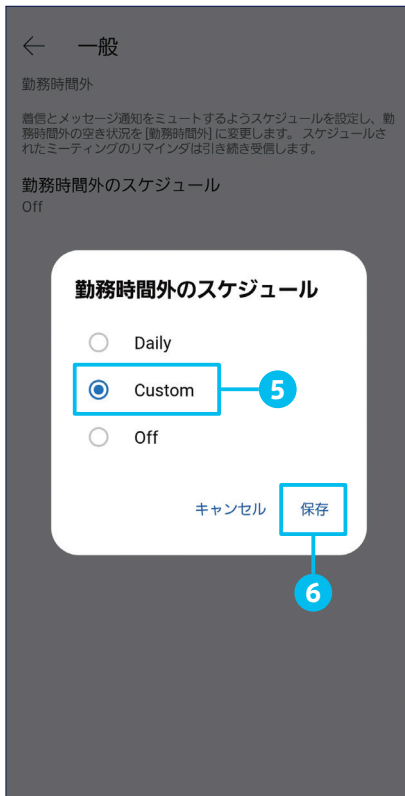 ← 一般
勤務時間外
着信とメッセージ通知をミュートするようスケジュールを設定し、勤
務時間外の空き状況を [勤務時間外] に変更します。 スケジュールさ
れたミーティングのリマインダは引き続き受信します。
勤務時間外のスケジュール
Off
勤務時間外のスケジュール
Daily
Custom
5
Off
キャンセル 保存
6